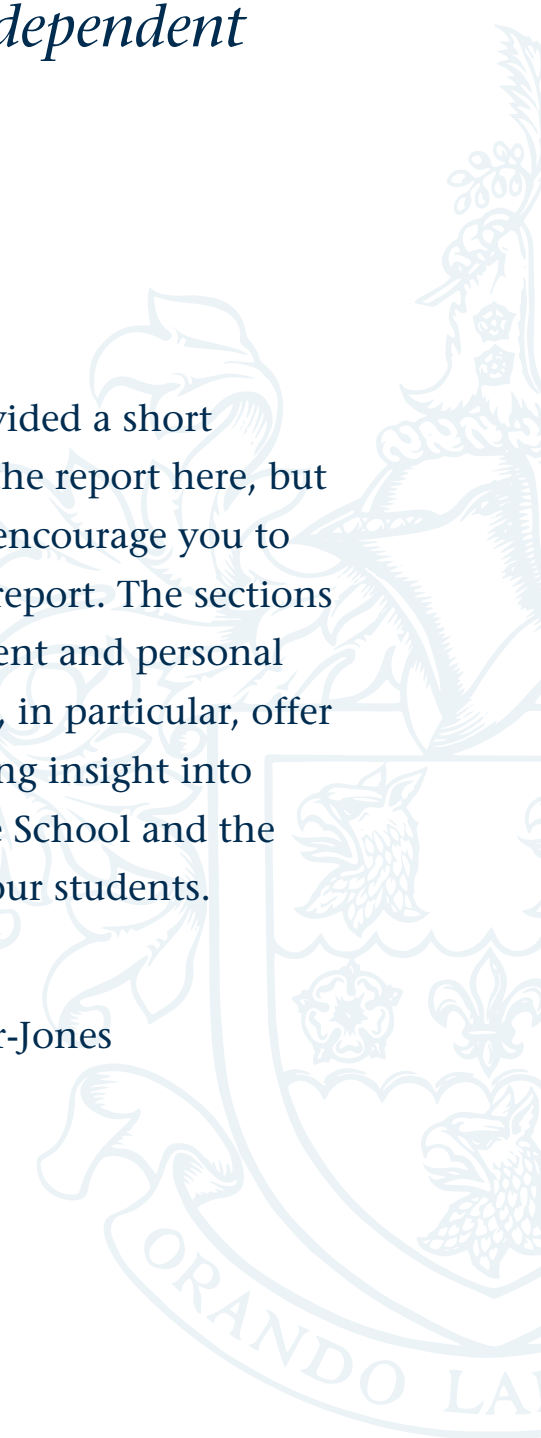 dependent
vided a short
he report here, but
encourage you to
report. The sections
ent and personal
, in particular, offer
ng insight into
e School and the
our students.
r-Jones
ORANDO LA